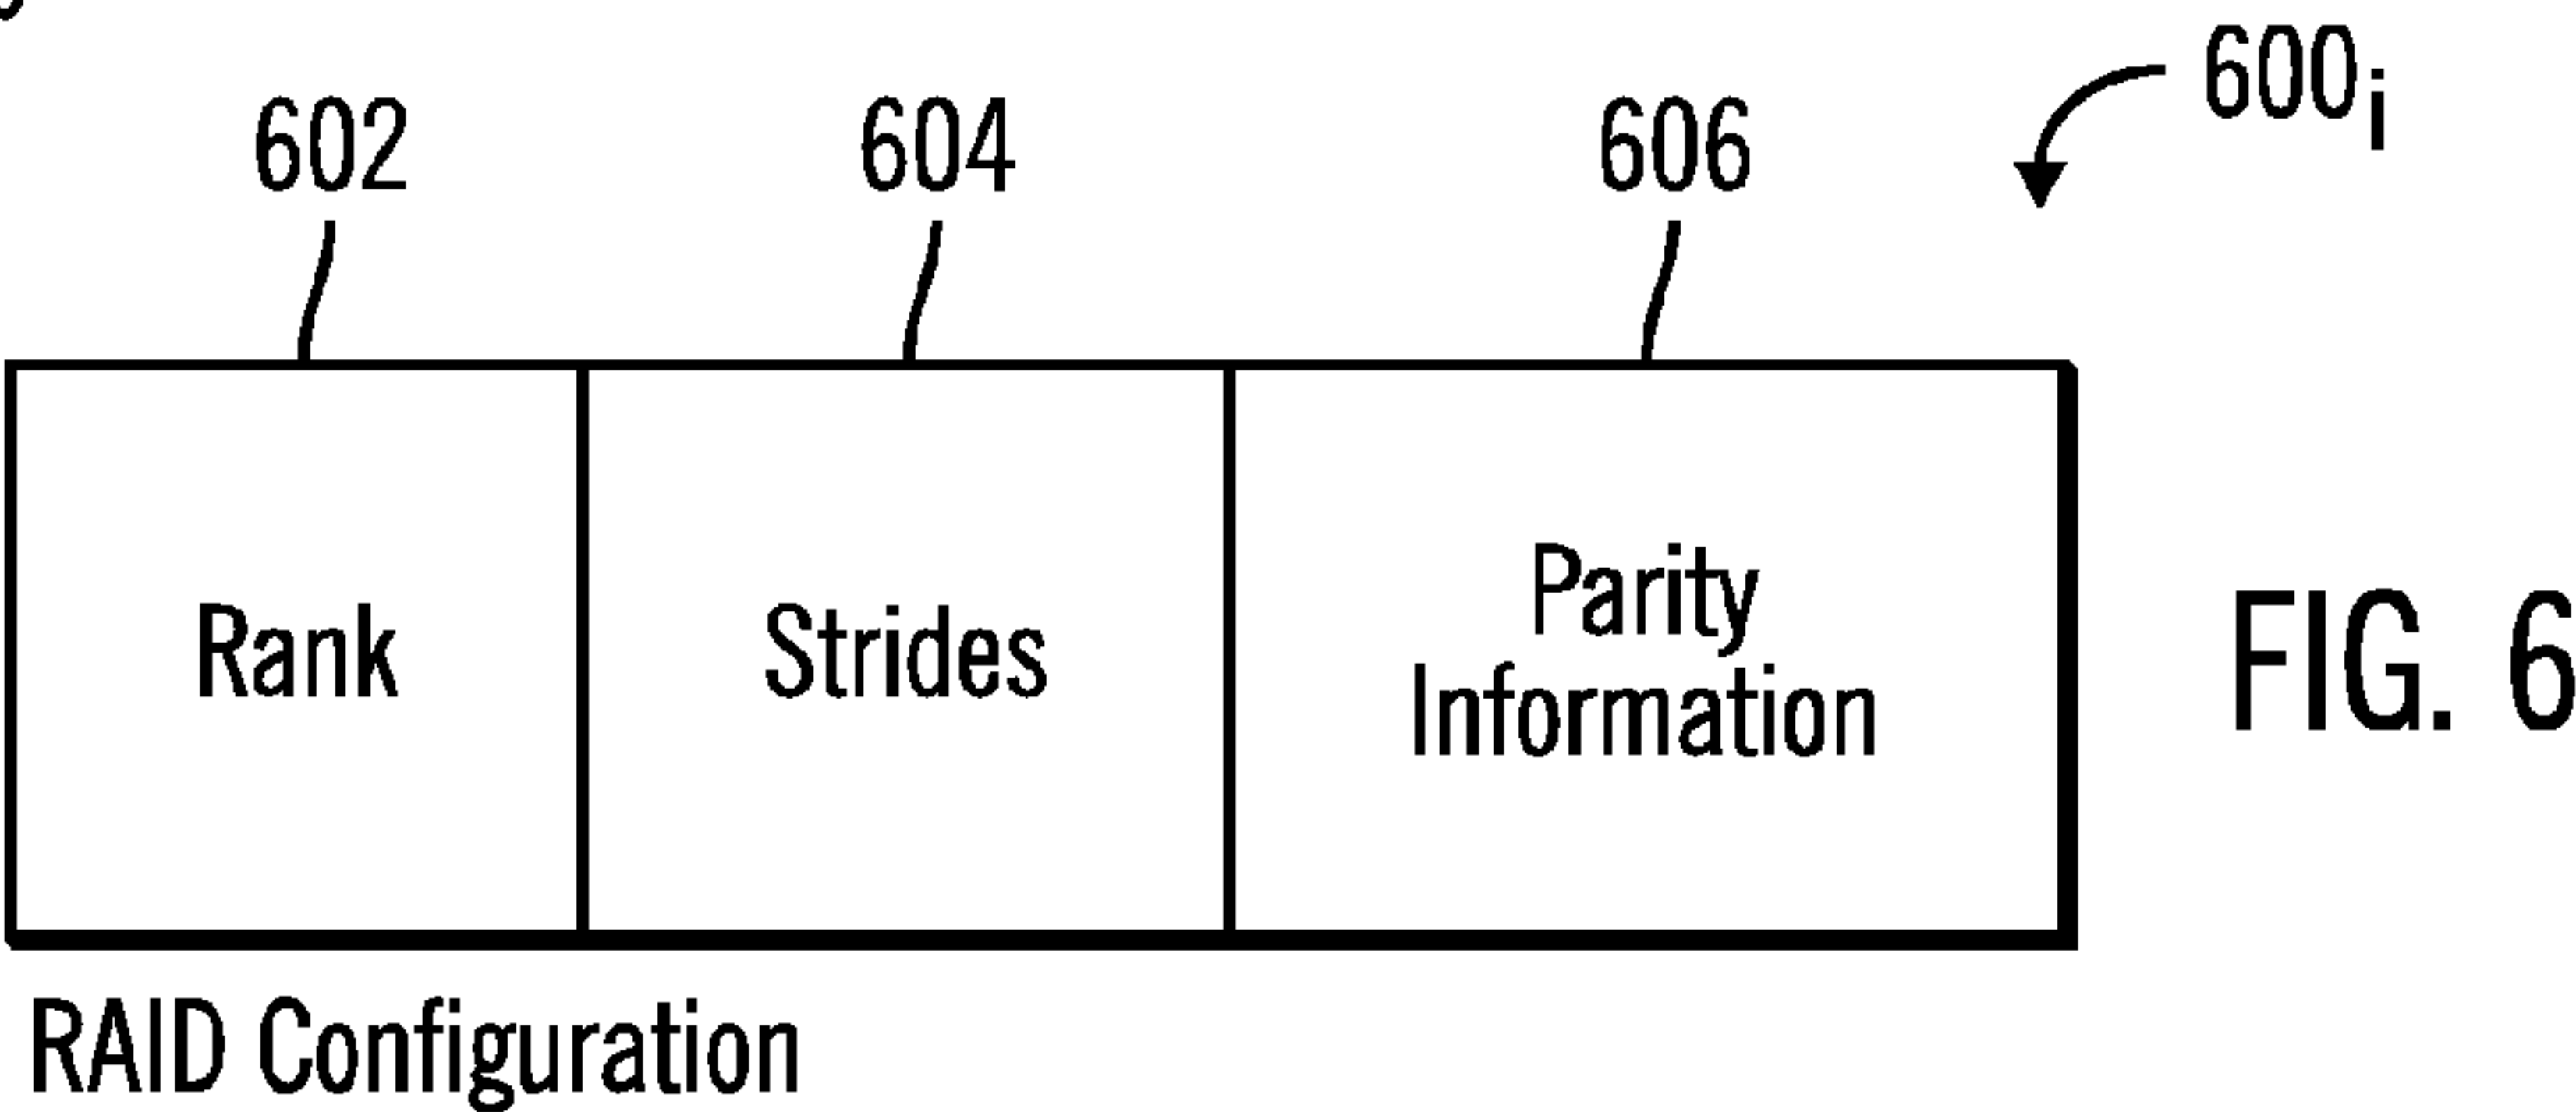 602 604 606 600i
Rank Strides Parity Information
FIG. 6
RAID Configuration